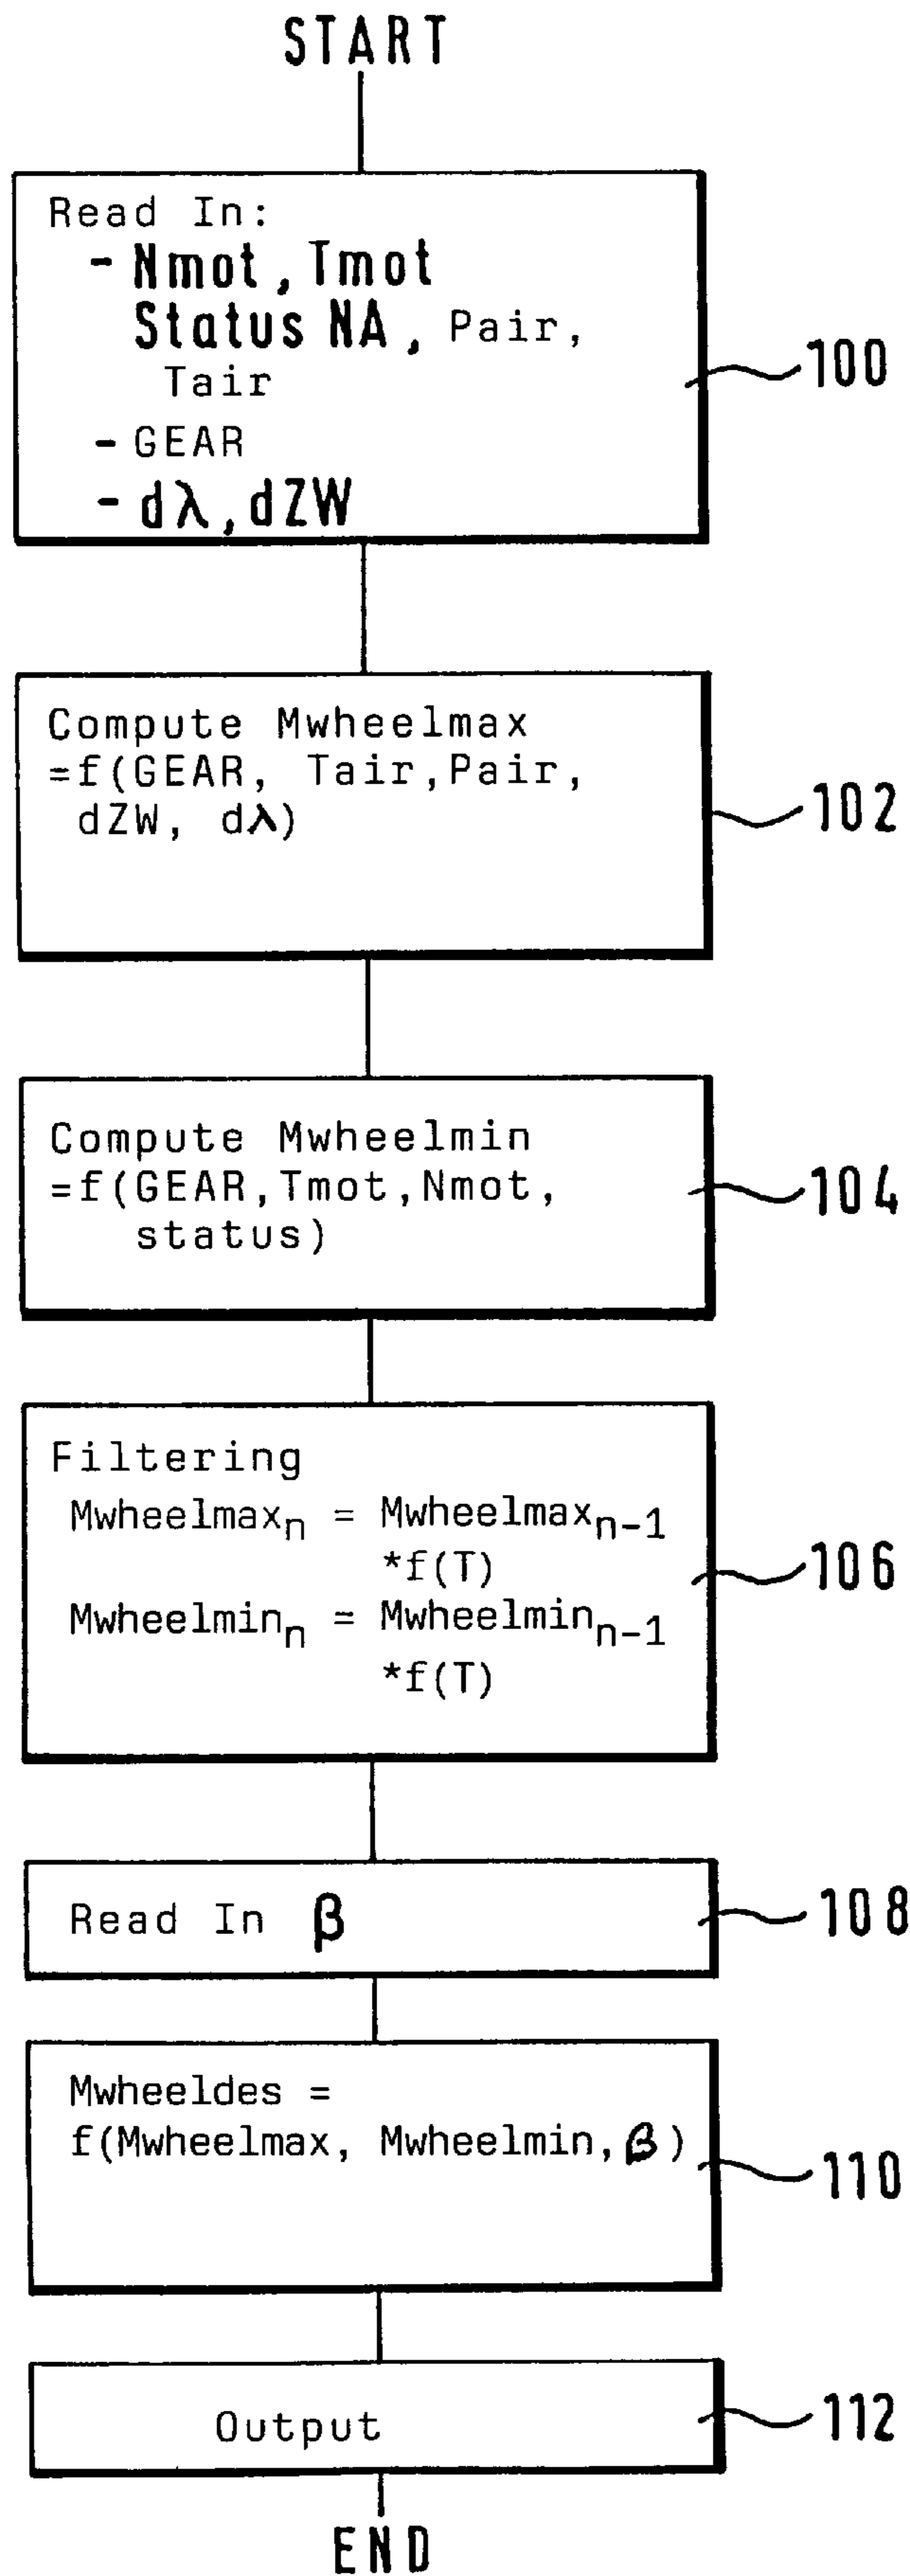 START
Read In:
- Nmot, Tmot
Status NA, Pair,
Tair
- GEAR
- dλ, dZW
100
Compute Mwheelmax
=f(GEAR, Tair,Pair,
dZW, dλ)
102
Compute Mwheelmin
=f(GEAR,Tmot,Nmot,
status)
104
Filtering
Mwheelmaxₙ = Mwheelmaxₙ₋₁
*f(T)
Mwheelminₙ = Mwheelminₙ₋₁
*f(T)
106
Read In β
108
Mwheeldes =
f(Mwheelmax, Mwheelmin,β)
110
Output
112
END